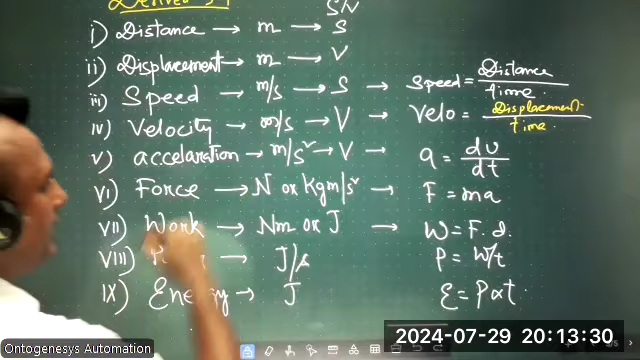 Derived
i) Distance → m → S
ii) Displacement → m → V
iii) Speed → m/s → S → Speed = Distance / time
iv) Velocity → m/s → V → Velo = Displacement / time
v) accelaration → m/s² → V → a = dv / dt
vi) Force → N or Kgm/s² → F = ma
vii) Work → Nm or J → W = F. d.
viii) → J/s P = W/t
ix) Energy → J E = P x t
Ontogenesys Automation
2024-07-29 20:13:30